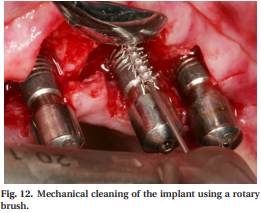 Fig. 12. Mechanical cleaning of the implant using a rotary
brush.